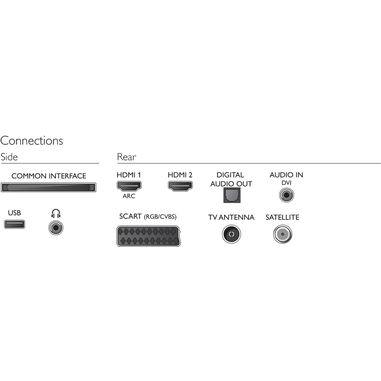 Connections
Side
Rear
COMMON INTERFACE
USB
HDMI 1
ARC
HDMI 2
DIGITAL
AUDIO OUT
AUDIO IN
DVI
SCART (RGB/CVBS)
TV ANTENNA
SATELLITE